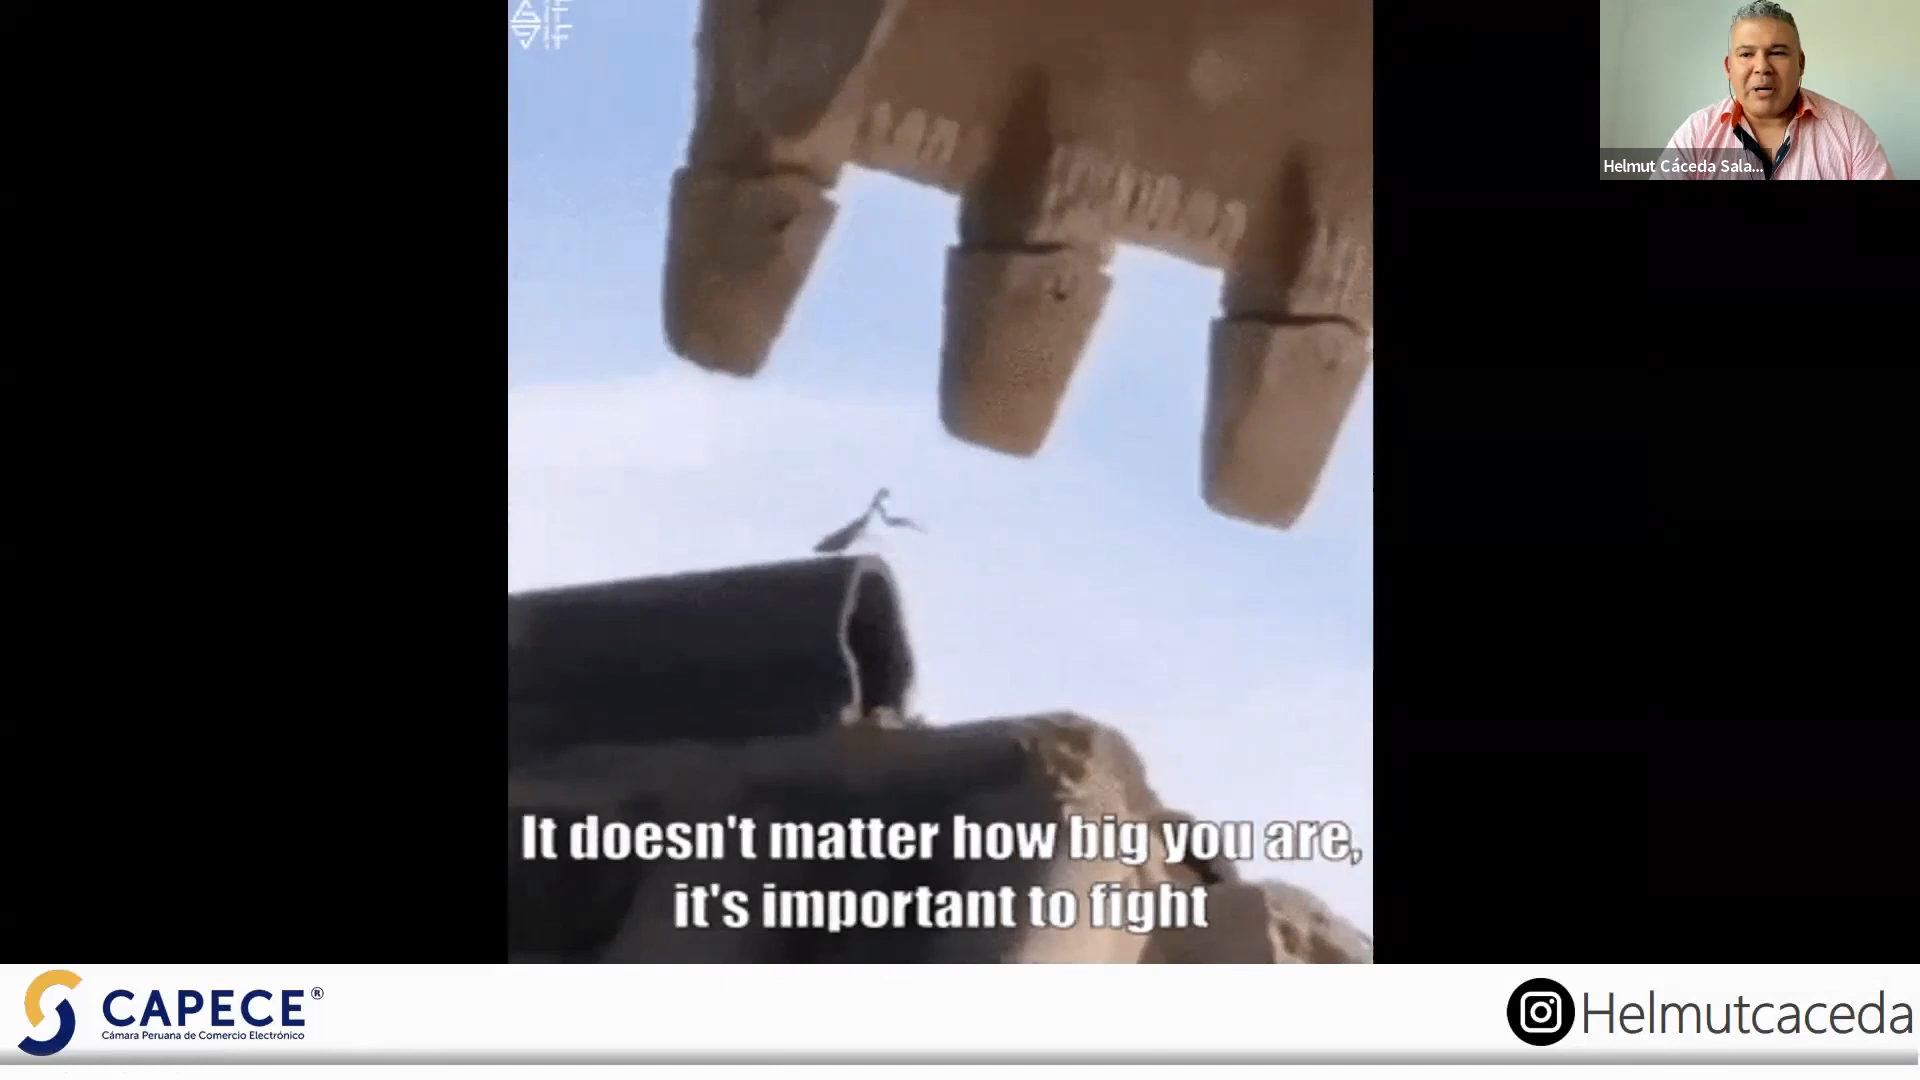 Helmut Cáceda Sala...
It doesn't matter how big you are,
it's important to fight
CAPECE®
Cámara Peruana de Comercio Electrónico
Helmutcaceda